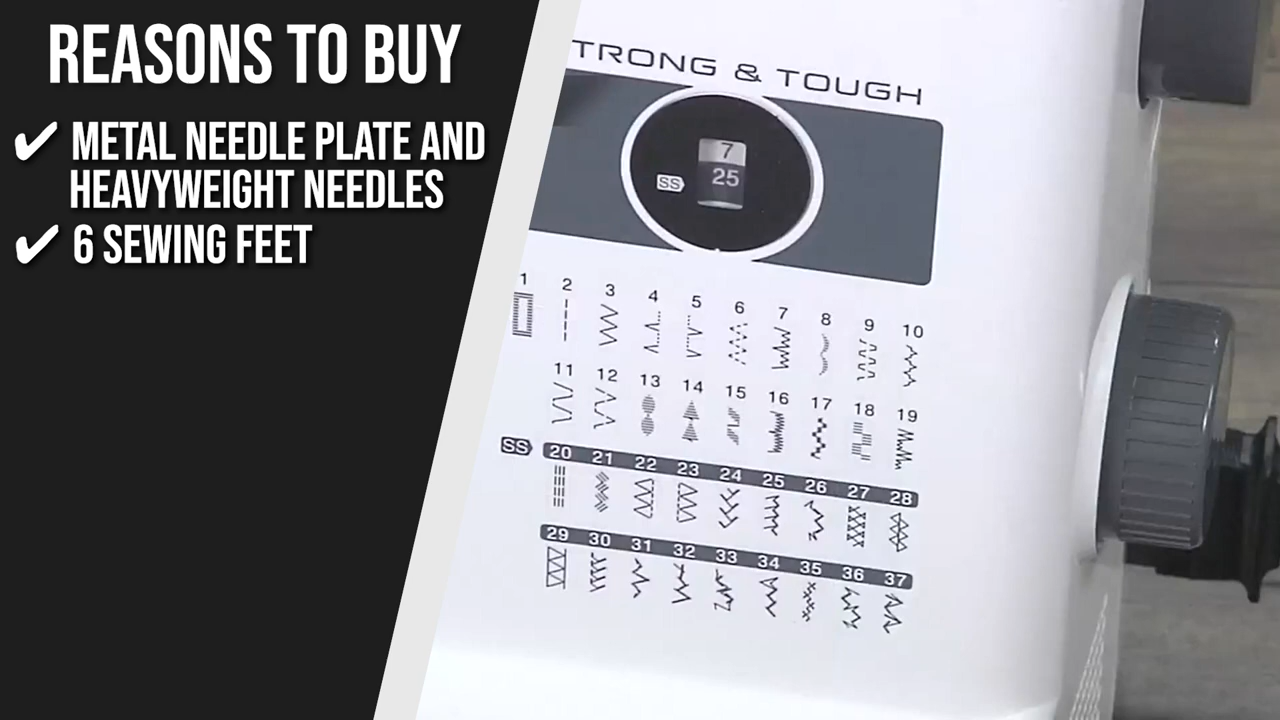 REASONS TO BUY
✔ METAL NEEDLE PLATE AND
HEAVYWEIGHT NEEDLES
✔ 6 SEWING FEET
TRONG & TOUGH
7
SS 25
1 2 3 4 5 6 7 8 9 10
11 12 13 14 15 16 17 18 19
SS 20 21 22 23 24 25 26 27 28
29 30 31 32 33 34 35 36 37